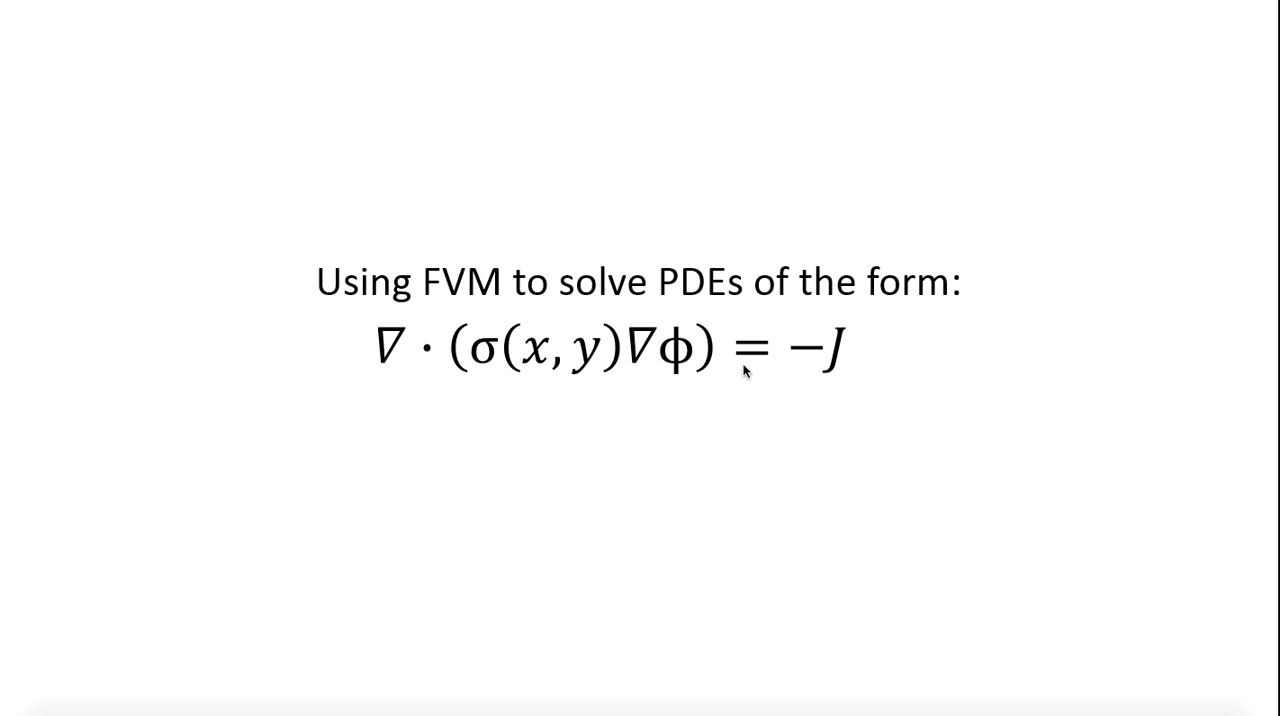 Using FVM to solve PDEs of the form:
∇ · (σ(x, y)∇ϕ) = −J